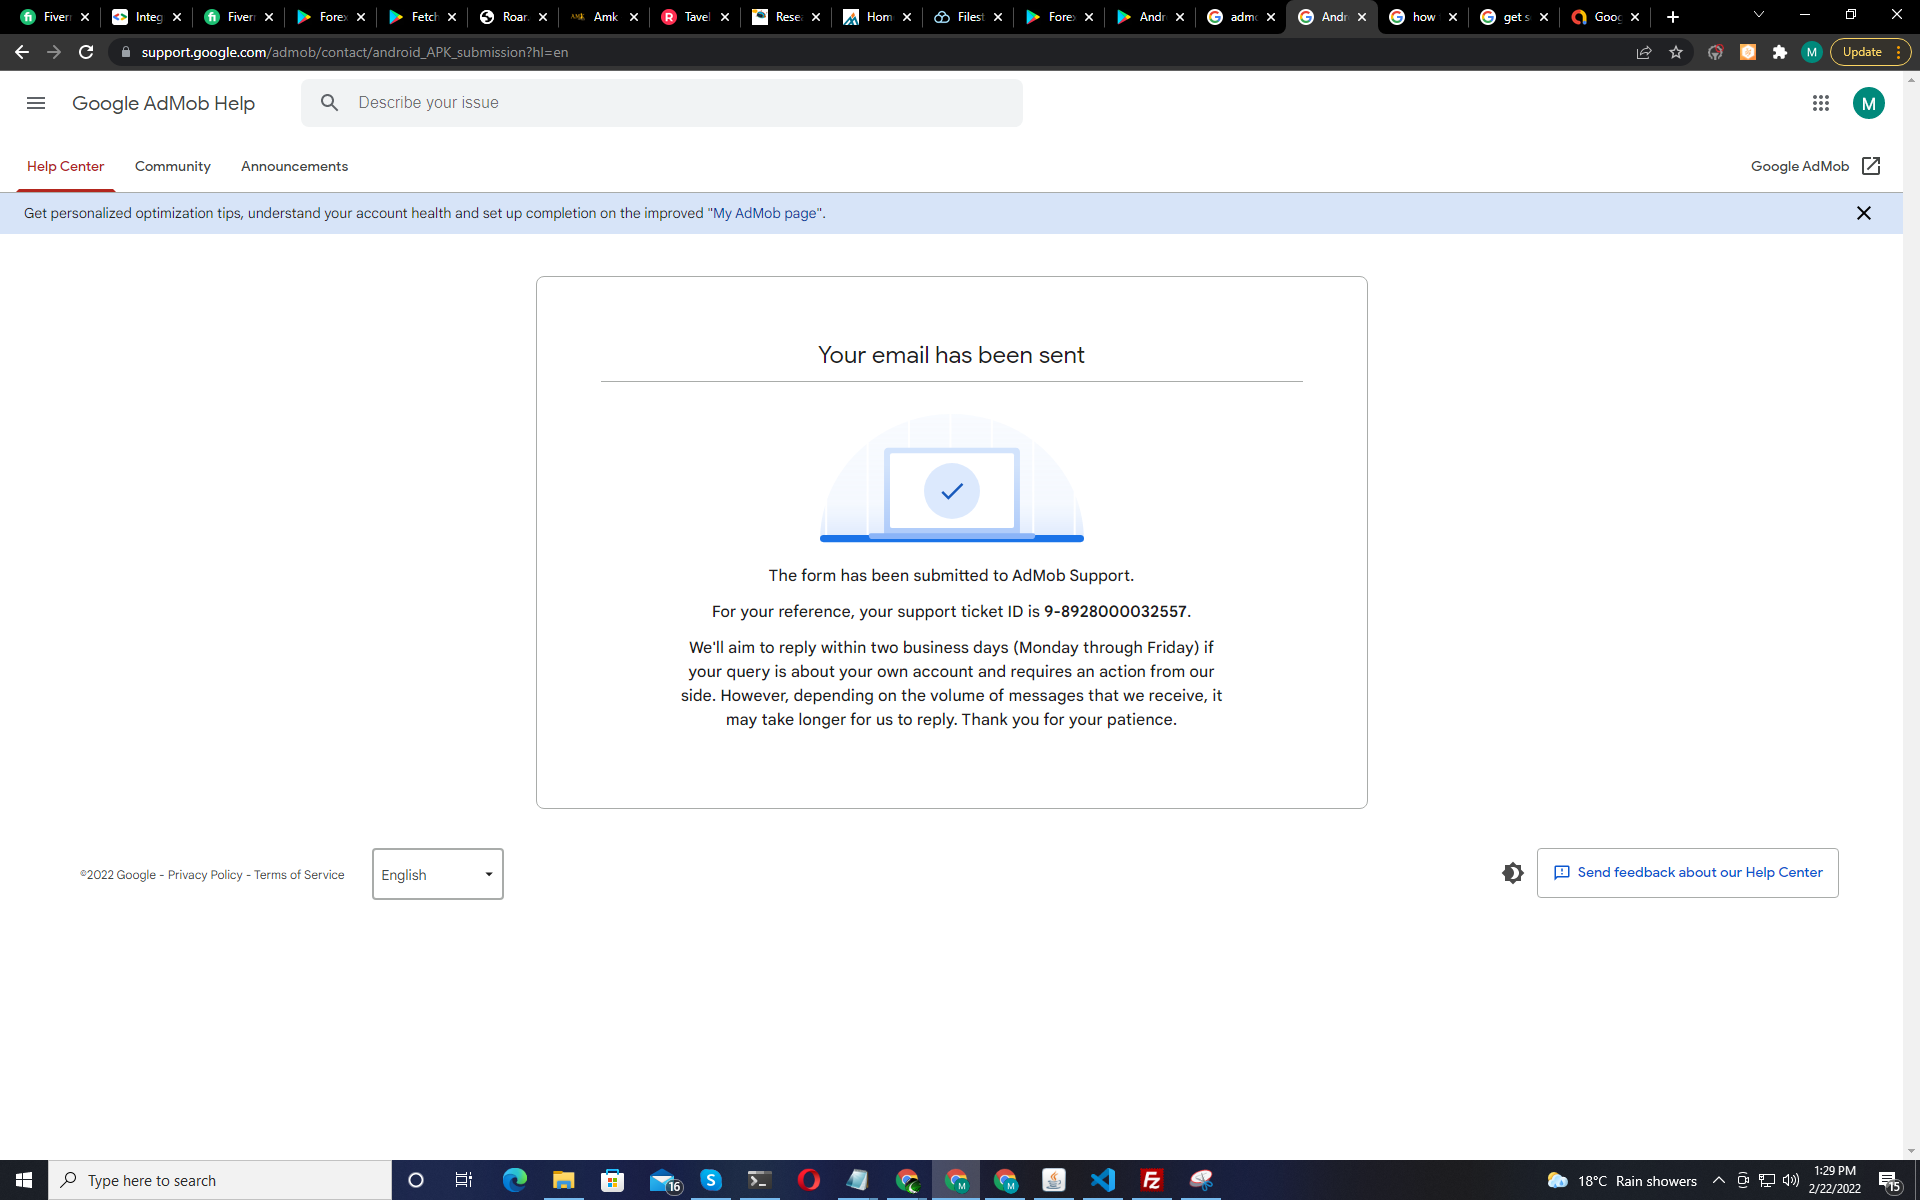 Fiverr
Integ
Fiverr
Forex
Fetch
Roar
Amk
Tavel
Rese
Hom
Filest
Forex
Andr
adm
Andr
how
get s
Goog
support.google.com/admob/contact/android_APK_submission?hl=en
M
Update
Google AdMob Help
Describe your issue
M
Help Center
Community
Announcements
Google AdMob
Get personalized optimization tips, understand your account health and set up completion on the improved "My AdMob page".
Your email has been sent
The form has been submitted to AdMob Support.
For your reference, your support ticket ID is 9-8928000032557.
We'll aim to reply within two business days (Monday through Friday) if
your query is about your own account and requires an action from our
side. However, depending on the volume of messages that we receive, it
may take longer for us to reply. Thank you for your patience.
©2022 Google - Privacy Policy - Terms of Service
English
Send feedback about our Help Center
Type here to search
16
18°C Rain showers
1:29 PM
2/22/2022
15